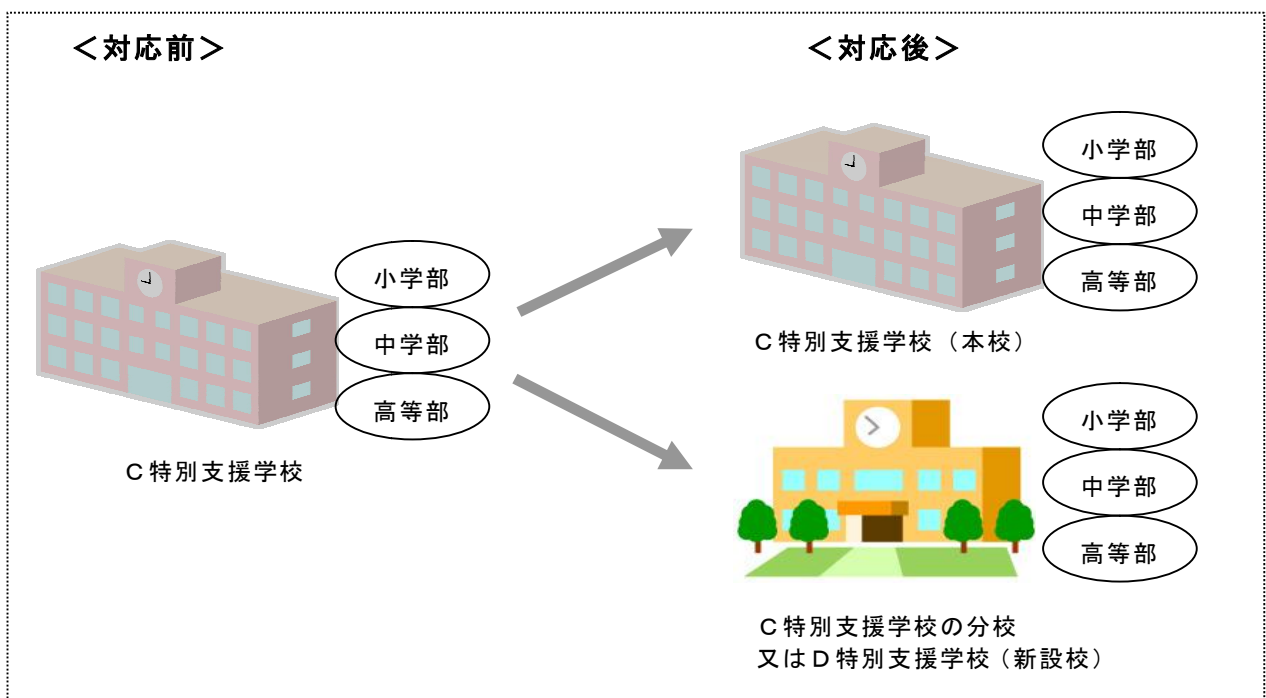 ＜対応前＞
小学部
中学部
高等部
Ｃ特別支援学校
＜対応後＞
小学部
中学部
高等部
Ｃ特別支援学校（本校）
小学部
中学部
高等部
Ｃ特別支援学校の分校
又はＤ特別支援学校（新設校）